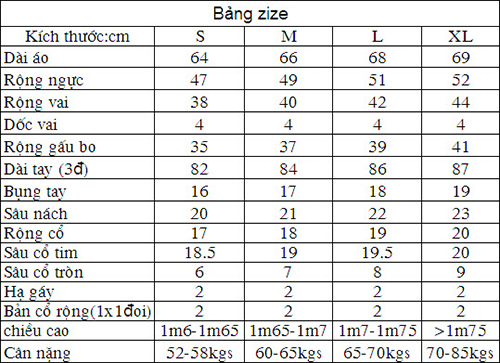 Bảng zize
Kích thước:cm S M L XL
Dài áo 64 66 68 69
Rộng ngực 47 49 51 52
Rộng vai 38 40 42 44
Dốc vai 4 4 4 4
Rộng gấu bo 35 37 39 41
Dài tay (3đ) 82 84 86 87
Bụng tay 16 17 18 19
Sâu nách 20 21 22 23
Rộng cổ 17 18 19 20
Sâu cổ tim 18.5 19 19.5 20
Sâu cổ tròn 6 7 8 9
Hạ gáy 2 2 2 2
Bản cổ rộng(1x1đoi) 2 2 2 2
chiều cao 1m6-1m65 1m65-1m7 1m7-1m75 >1m75
Cân nặng 52-58kgs 60-65kgs 65-70kgs 70-85kgs